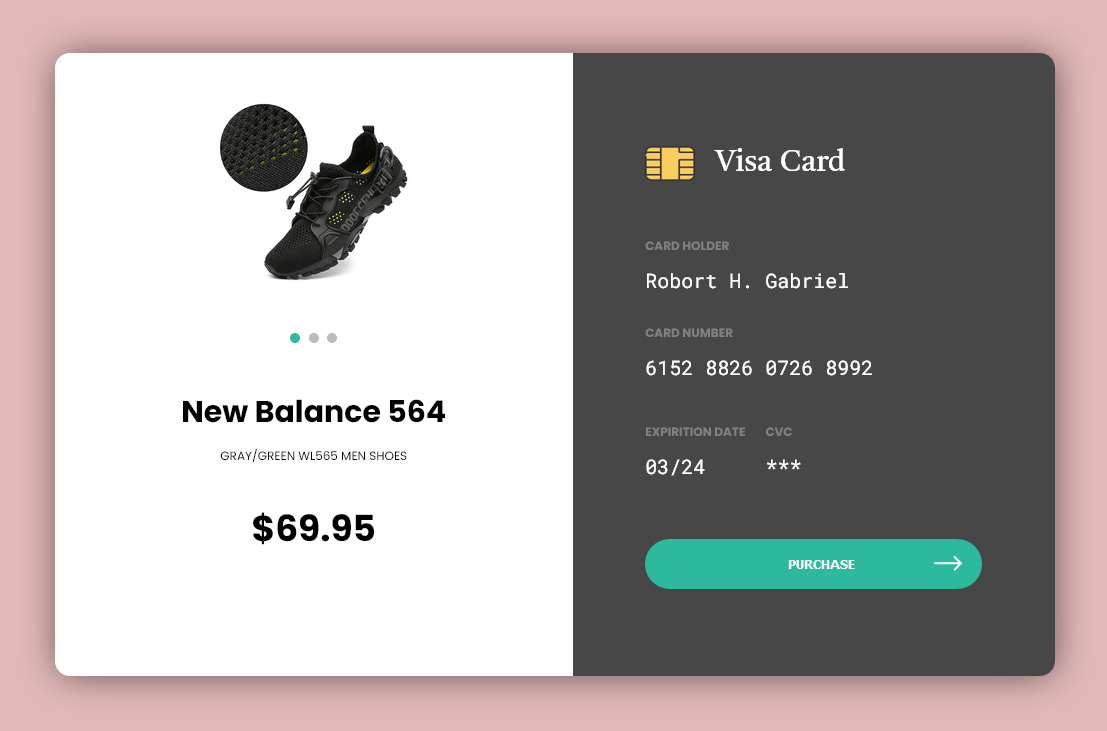 New Balance 564
GRAY/GREEN WL565 MEN SHOES
$69.95
Visa Card
CARD HOLDER
Robort H. Gabriel
CARD NUMBER
6152 8826 0726 8992
EXPIRITION DATE CVC
03/24 ***
PURCHASE